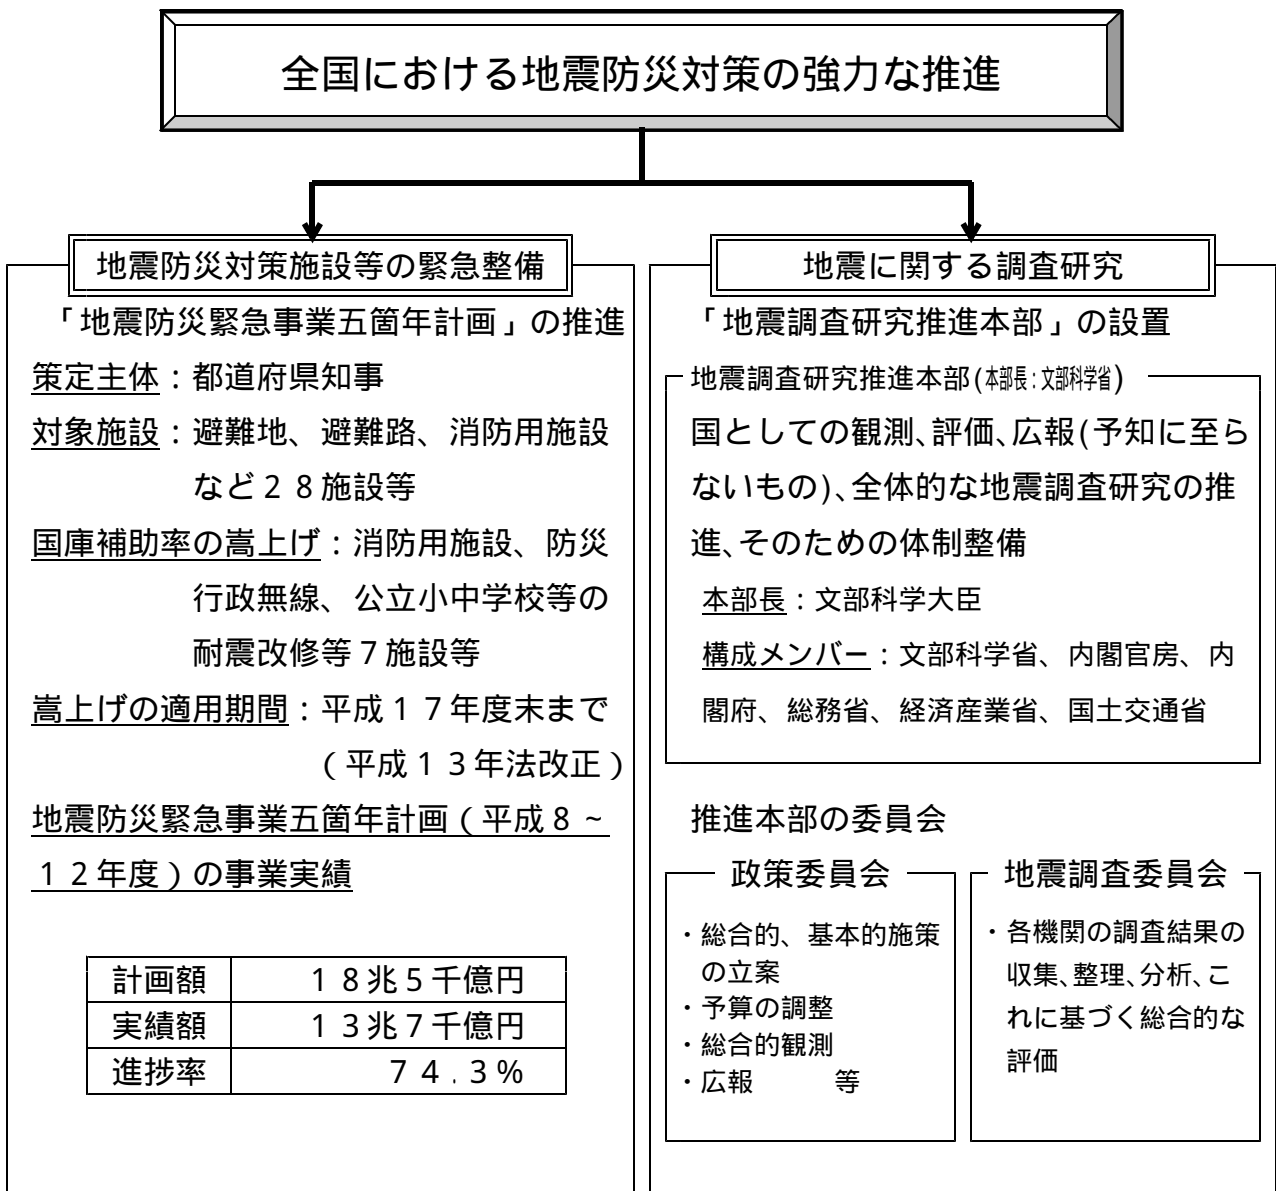 全国における地震防災対策の強力な推進
地震防災対策施設等の緊急整備
「地震防災緊急事業五箇年計画」の推進
策定主体：都道府県知事
対象施設：避難地、避難路、消防用施設
など２８施設等
国庫補助率の嵩上げ：消防用施設、防災
行政無線、公立小中学校等の
耐震改修等７施設等
嵩上げの適用期間：平成１７年度末まで
（平成１３年法改正）
地震防災緊急事業五箇年計画（平成８～
１２年度）の事業実績
計画額 １８兆５千億円
実績額 １３兆７千億円
進捗率 ７４．３％
地震に関する調査研究
「地震調査研究推進本部」の設置
地震調査研究推進本部(本部長：文部科学省)
国としての観測、評価、広報(予知に至ら
ないもの)、全体的な地震調査研究の推
進、そのための体制整備
本部長：文部科学大臣
構成メンバー：文部科学省、内閣官房、内
閣府、総務省、経済産業省、国土交通省
推進本部の委員会
政策委員会
・総合的、基本的施策
の立案
・予算の調整
・総合的観測
・広報　　　等
地震調査委員会
・各機関の調査結果の
収集、整理、分析、こ
れに基づく総合的な
評価